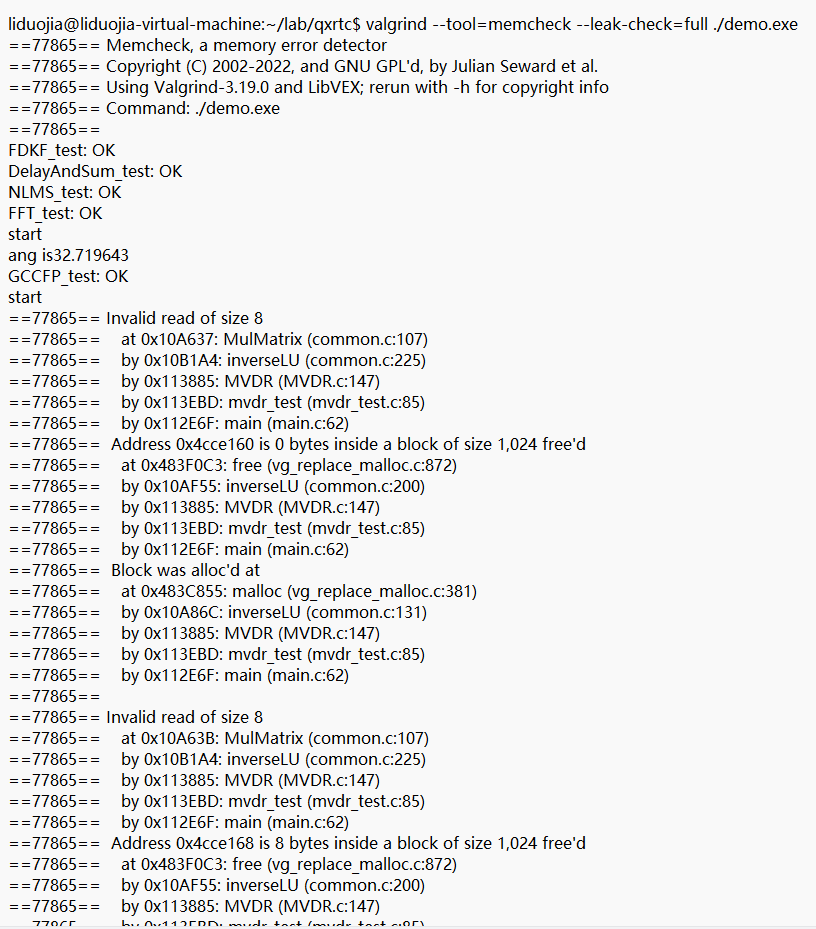 liduojia@liduojia-virtual-machine:~/lab/qxrtc$ valgrind --tool=memcheck --leak-check=full ./demo.exe
==77865== Memcheck, a memory error detector
==77865== Copyright (C) 2002-2022, and GNU GPL'd, by Julian Seward et al.
==77865== Using Valgrind-3.19.0 and LibVEX; rerun with -h for copyright info
==77865== Command: ./demo.exe
==77865==
FDKF_test: OK
DelayAndSum_test: OK
NLMS_test: OK
FFT_test: OK
start
ang is32.719643
GCCFP_test: OK
start
==77865== Invalid read of size 8
==77865==    at 0x10A637: MulMatrix (common.c:107)
==77865==    by 0x10B1A4: inverseLU (common.c:225)
==77865==    by 0x113885: MVDR (MVDR.c:147)
==77865==    by 0x113EBD: mvdr_test (mvdr_test.c:85)
==77865==    by 0x112E6F: main (main.c:62)
==77865==  Address 0x4cce160 is 0 bytes inside a block of size 1,024 free'd
==77865==    at 0x483F0C3: free (vg_replace_malloc.c:872)
==77865==    by 0x10AF55: inverseLU (common.c:200)
==77865==    by 0x113885: MVDR (MVDR.c:147)
==77865==    by 0x113EBD: mvdr_test (mvdr_test.c:85)
==77865==    by 0x112E6F: main (main.c:62)
==77865==  Block was alloc'd at
==77865==    at 0x483C855: malloc (vg_replace_malloc.c:381)
==77865==    by 0x10A86C: inverseLU (common.c:131)
==77865==    by 0x113885: MVDR (MVDR.c:147)
==77865==    by 0x113EBD: mvdr_test (mvdr_test.c:85)
==77865==    by 0x112E6F: main (main.c:62)
==77865==
==77865== Invalid read of size 8
==77865==    at 0x10A63B: MulMatrix (common.c:107)
==77865==    by 0x10B1A4: inverseLU (common.c:225)
==77865==    by 0x113885: MVDR (MVDR.c:147)
==77865==    by 0x113EBD: mvdr_test (mvdr_test.c:85)
==77865==    by 0x112E6F: main (main.c:62)
==77865==  Address 0x4cce168 is 8 bytes inside a block of size 1,024 free'd
==77865==    at 0x483F0C3: free (vg_replace_malloc.c:872)
==77865==    by 0x10AF55: inverseLU (common.c:200)
==77865==    by 0x113885: MVDR (MVDR.c:147)